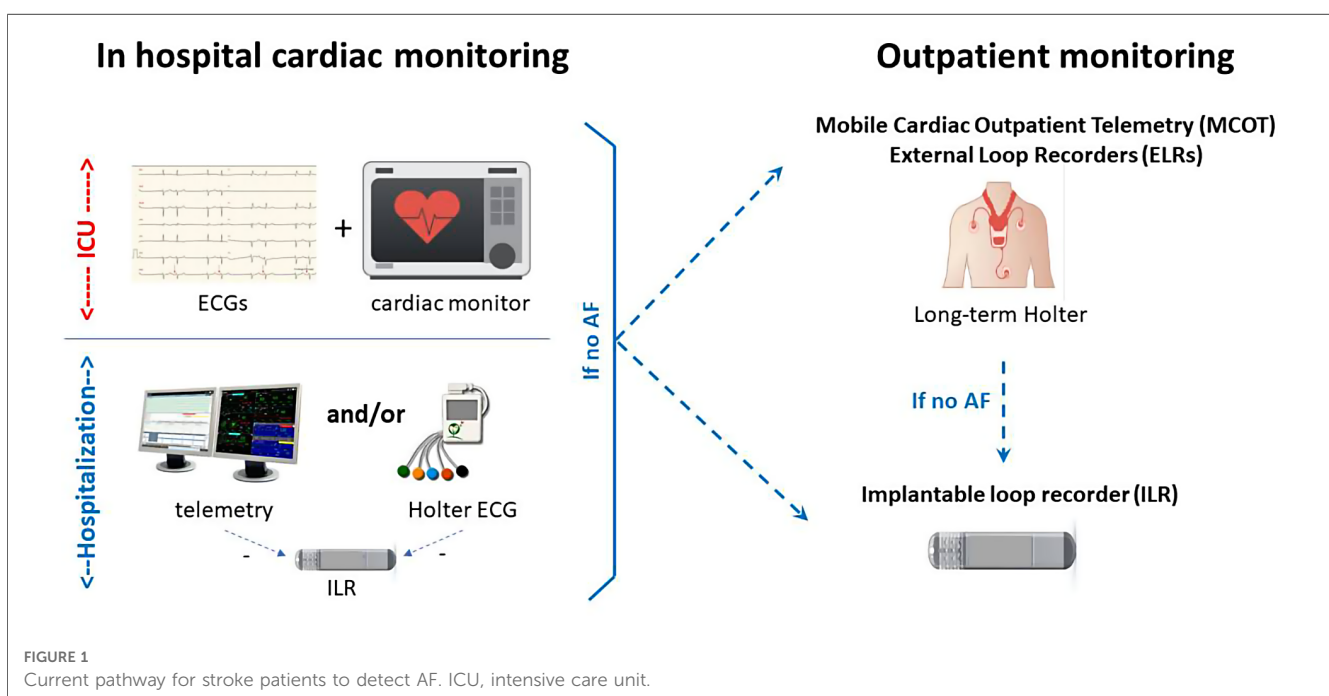 In hospital cardiac monitoring
<----- ICU ----->
ECGs
+
cardiac monitor
<--Hospitalization-->
telemetry
and/or
Holter ECG
-
-
ILR
If no AF
Outpatient monitoring
Mobile Cardiac Outpatient Telemetry (MCOT)
External Loop Recorders (ELRs)
Long-term Holter
If no AF
Implantable loop recorder (ILR)
FIGURE 1
Current pathway for stroke patients to detect AF. ICU, intensive care unit.